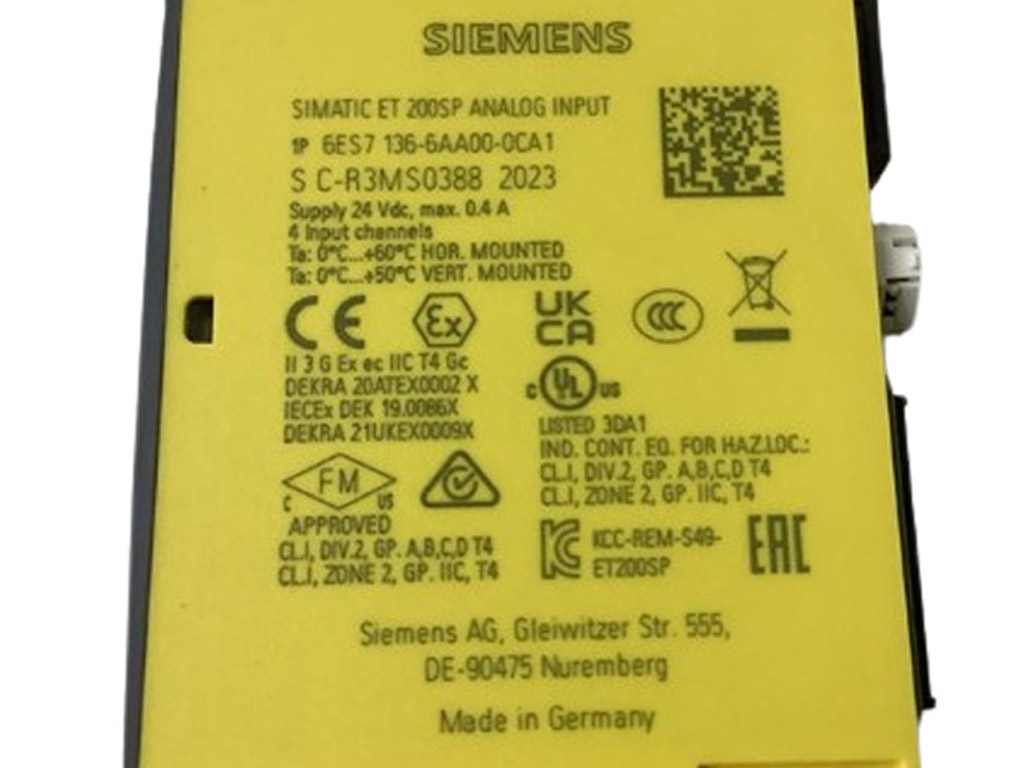 SIEMENS
SIMATIC ET 200SP ANALOG INPUT
1P 6ES7 136-6AA00-0CA1
S C-R3MS0388 2023
Supply 24 Vdc, max. 0.4 A
4 Input channels
Ta: 0°C...+60°C HOR. MOUNTED
Ta: 0°C...+50°C VERT. MOUNTED
CE Ex UK CA CCC
II 3 G Ex ec IIC T4 Gc
DEKRA 20ATEX0002 X
IECEx DEK 19.0086X
DEKRA 21UKEX0009X
C UL US
LISTED 3DA1
IND. CONT. EQ. FOR HAZ.LOC.:
CL.I, DIV.2, GP. A,B,C,D T4
CL.I, ZONE 2, GP. IIC, T4
C FM US
APPROVED
CL.I, DIV.2, GP. A,B,C,D T4
CL.I, ZONE 2, GP. IIC, T4
KCC-REM-S49-
ET200SP
EAC
Siemens AG, Gleiwitzer Str. 555,
DE-90475 Nuremberg
Made in Germany